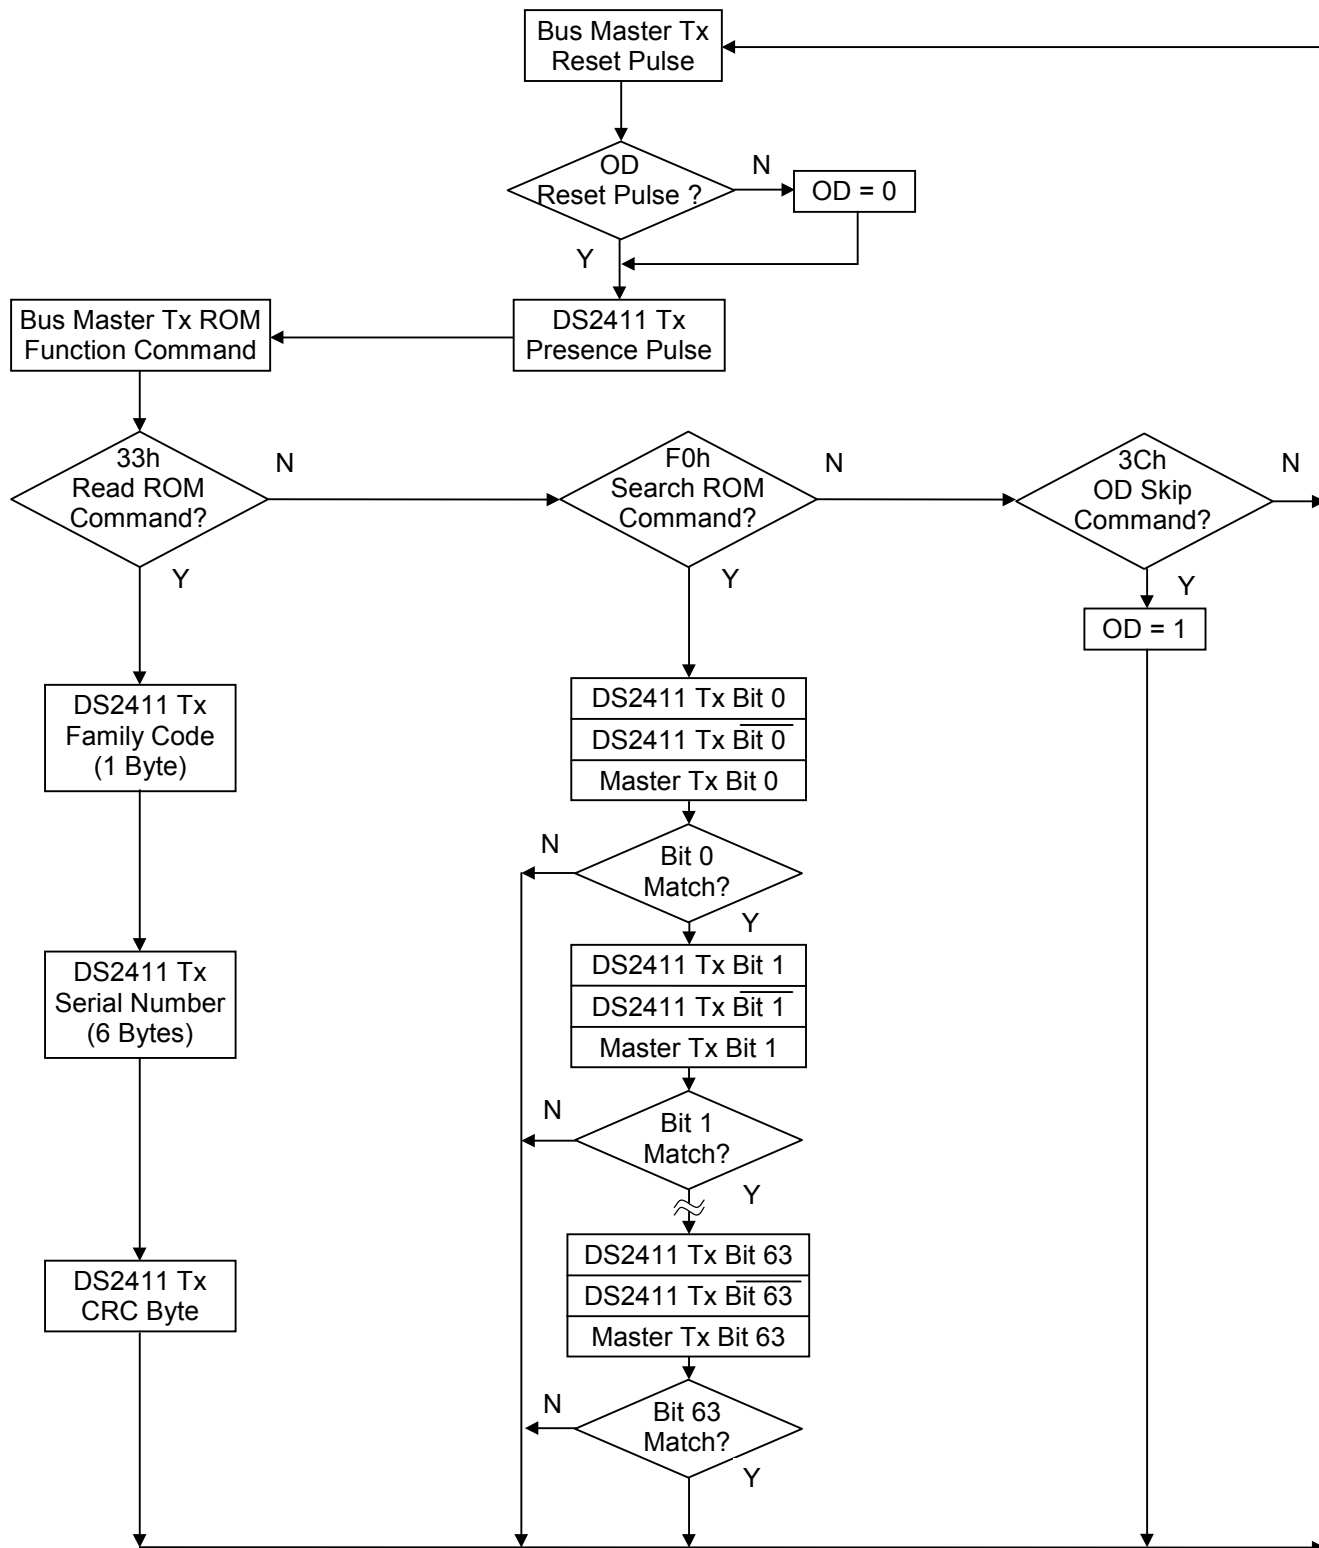 Bus Master Tx
Reset Pulse
OD
Reset Pulse ?
N
OD = 0
Y
Bus Master Tx ROM
Function Command
DS2411 Tx
Presence Pulse
33h
Read ROM
Command?
N
F0h
Search ROM
Command?
N
3Ch
OD Skip
Command?
N
Y
Y
Y
OD = 1
DS2411 Tx
Family Code
(1 Byte)
DS2411 Tx Bit 0
DS2411 Tx B̅i̅t̅ ̅0̅
Master Tx Bit 0
N
Bit 0
Match?
Y
DS2411 Tx
Serial Number
(6 Bytes)
DS2411 Tx Bit 1
DS2411 Tx B̅i̅t̅ ̅1̅
Master Tx Bit 1
N
Bit 1
Match?
Y
DS2411 Tx
CRC Byte
DS2411 Tx Bit 63
DS2411 Tx B̅i̅t̅ ̅6̅3̅
Master Tx Bit 63
N
Bit 63
Match?
Y